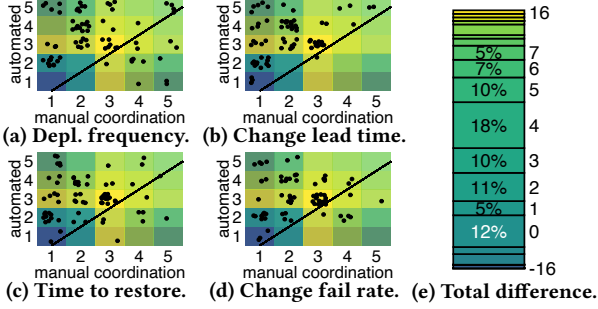 automated
5
4
3
2
1
1 2 3 4 5
manual coordination
(a) Depl. frequency.
automated
5
4
3
2
1
1 2 3 4 5
manual coordination
(b) Change lead time.
automated
5
4
3
2
1
1 2 3 4 5
manual coordination
(c) Time to restore.
automated
5
4
3
2
1
1 2 3 4 5
manual coordination
(d) Change fail rate.
16
5% 7
7% 6
10% 5
18% 4
10% 3
11% 2
5% 1
12% 0
-16
(e) Total difference.